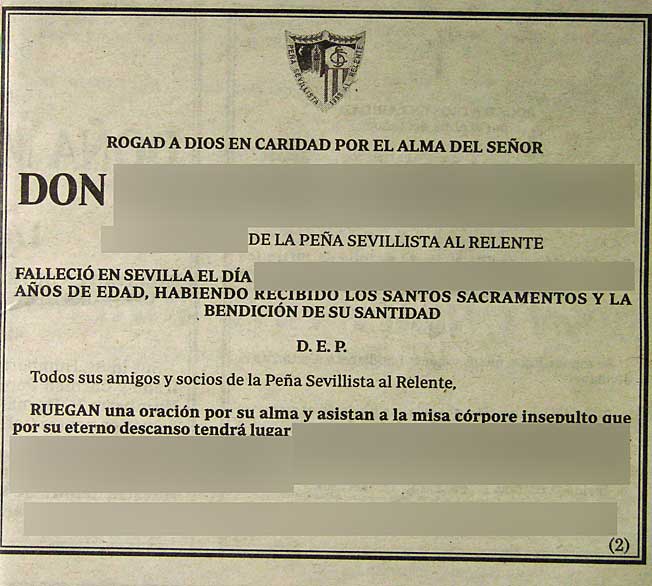 PEÑA SEVILLISTA 1935 AL RELENTE
ROGAD A DIOS EN CARIDAD POR EL ALMA DEL SEÑOR
DON
DE LA PEÑA SEVILLISTA AL RELENTE
FALLECIÓ EN SEVILLA EL DÍA
AÑOS DE EDAD, HABIENDO RECIBIDO LOS SANTOS SACRAMENTOS Y LA
BENDICIÓN DE SU SANTIDAD
D. E. P.
Todos sus amigos y socios de la Peña Sevillista al Relente,
RUEGAN una oración por su alma y asistan a la misa córpore insepulto que
por su eterno descanso tendrá lugar
(2)